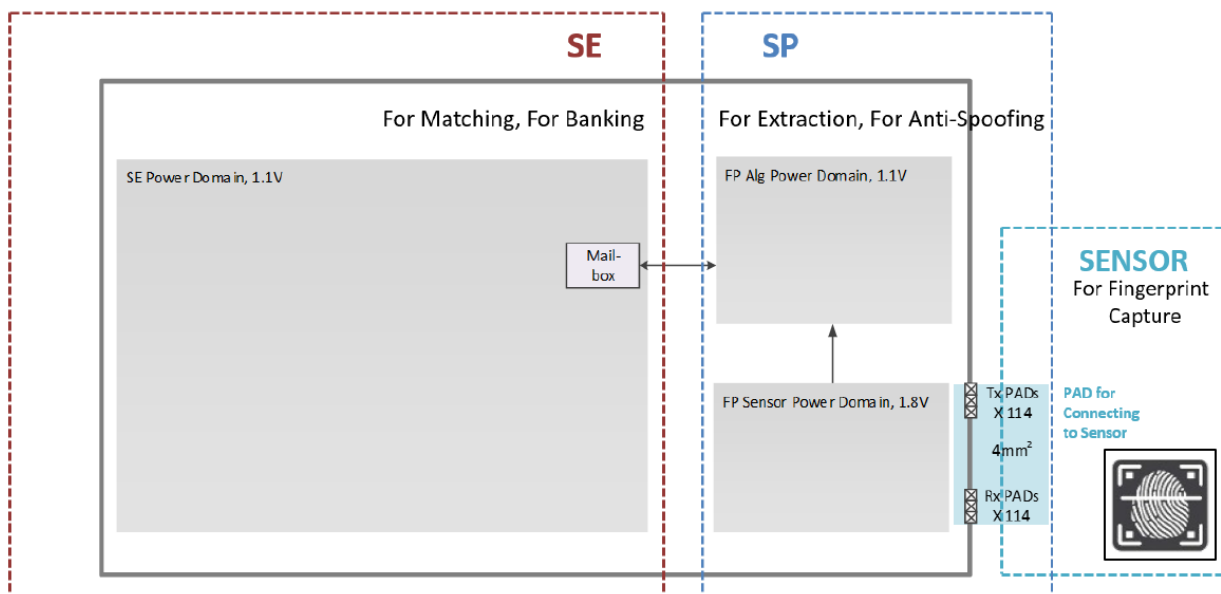 SE
SP
For Matching, For Banking
For Extraction, For Anti-Spoofing
SE Power Domain, 1.1V
FP Alg Power Domain, 1.1V
Mail-
box
SENSOR
For Fingerprint
Capture
FP Sensor Power Domain, 1.8V
Tx PADs
X 114
4mm²
Rx PADs
X 114
PAD for
Connecting
to Sensor